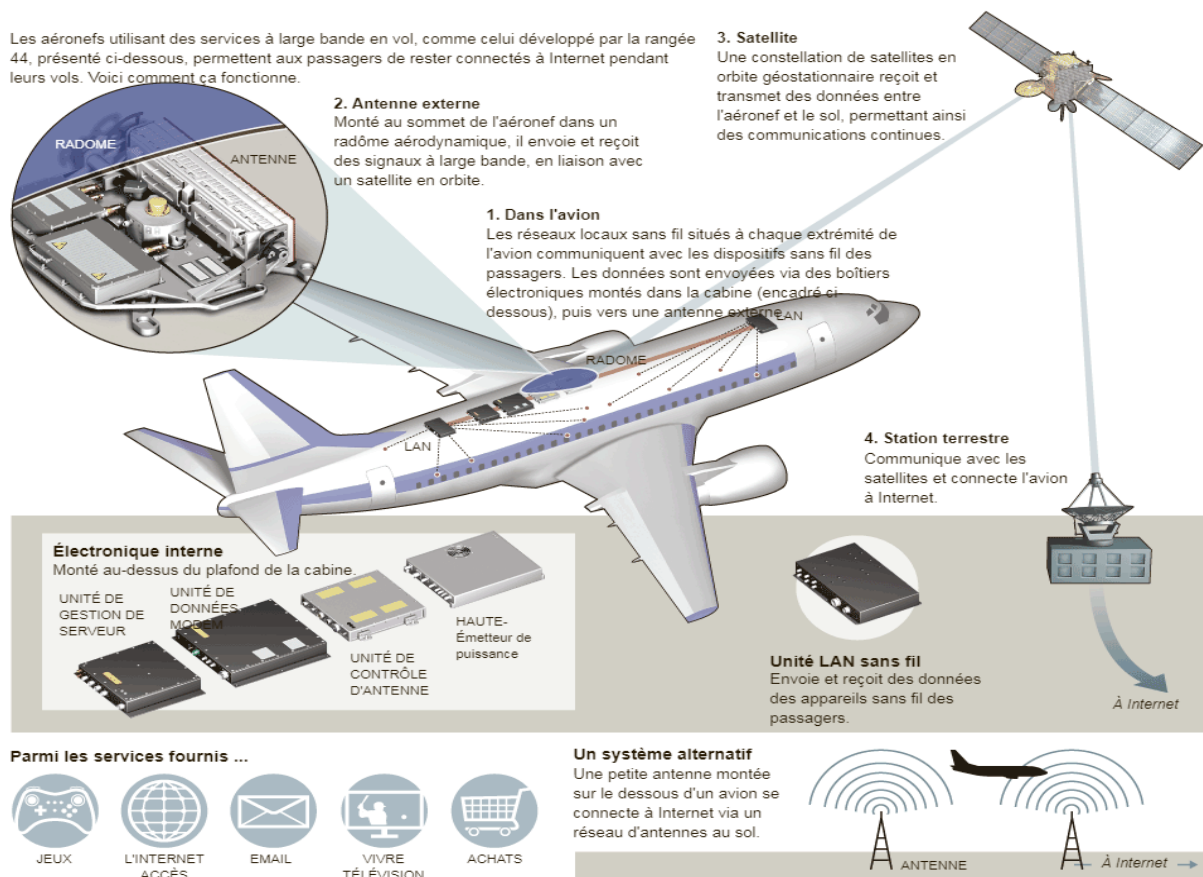 Les aéronefs utilisant des services à large bande en vol, comme celui développé par la rangée
44, présenté ci-dessous, permettent aux passagers de rester connectés à Internet pendant
leurs vols. Voici comment ça fonctionne.
RADOME
ANTENNE
2. Antenne externe
Monté au sommet de l'aéronef dans un
radôme aérodynamique, il envoie et reçoit
des signaux à large bande, en liaison avec
un satellite en orbite.
3. Satellite
Une constellation de satellites en
orbite géostationnaire reçoit et
transmet des données entre
l'aéronef et le sol, permettant ainsi
des communications continues.
1. Dans l'avion
Les réseaux locaux sans fil situés à chaque extrémité de
l'avion communiquent avec les dispositifs sans fil des
passagers. Les données sont envoyées via des boîtiers
électroniques montés dans la cabine (encadré ci-
dessous), puis vers une antenne externe.
LAN
RADOME
LAN
4. Station terrestre
Communique avec les
satellites et connecte l'avion
à Internet.
Électronique interne
Monté au-dessus du plafond de la cabine.
UNITÉ DE
GESTION DE
SERVEUR
UNITÉ DE
DONNÉES
MODEM
UNITÉ DE
CONTRÔLE
D'ANTENNE
HAUTE-
Émetteur de
puissance
Unité LAN sans fil
Envoie et reçoit des données
des appareils sans fil des
passagers.
À Internet
Parmi les services fournis ...
JEUX
L'INTERNET
ACCÈS
EMAIL
VIVRE
TÉLÉVISION
ACHATS
Un système alternatif
Une petite antenne montée
sur le dessous d'un avion se
connecte à Internet via un
réseau d'antennes au sol.
ANTENNE
À Internet